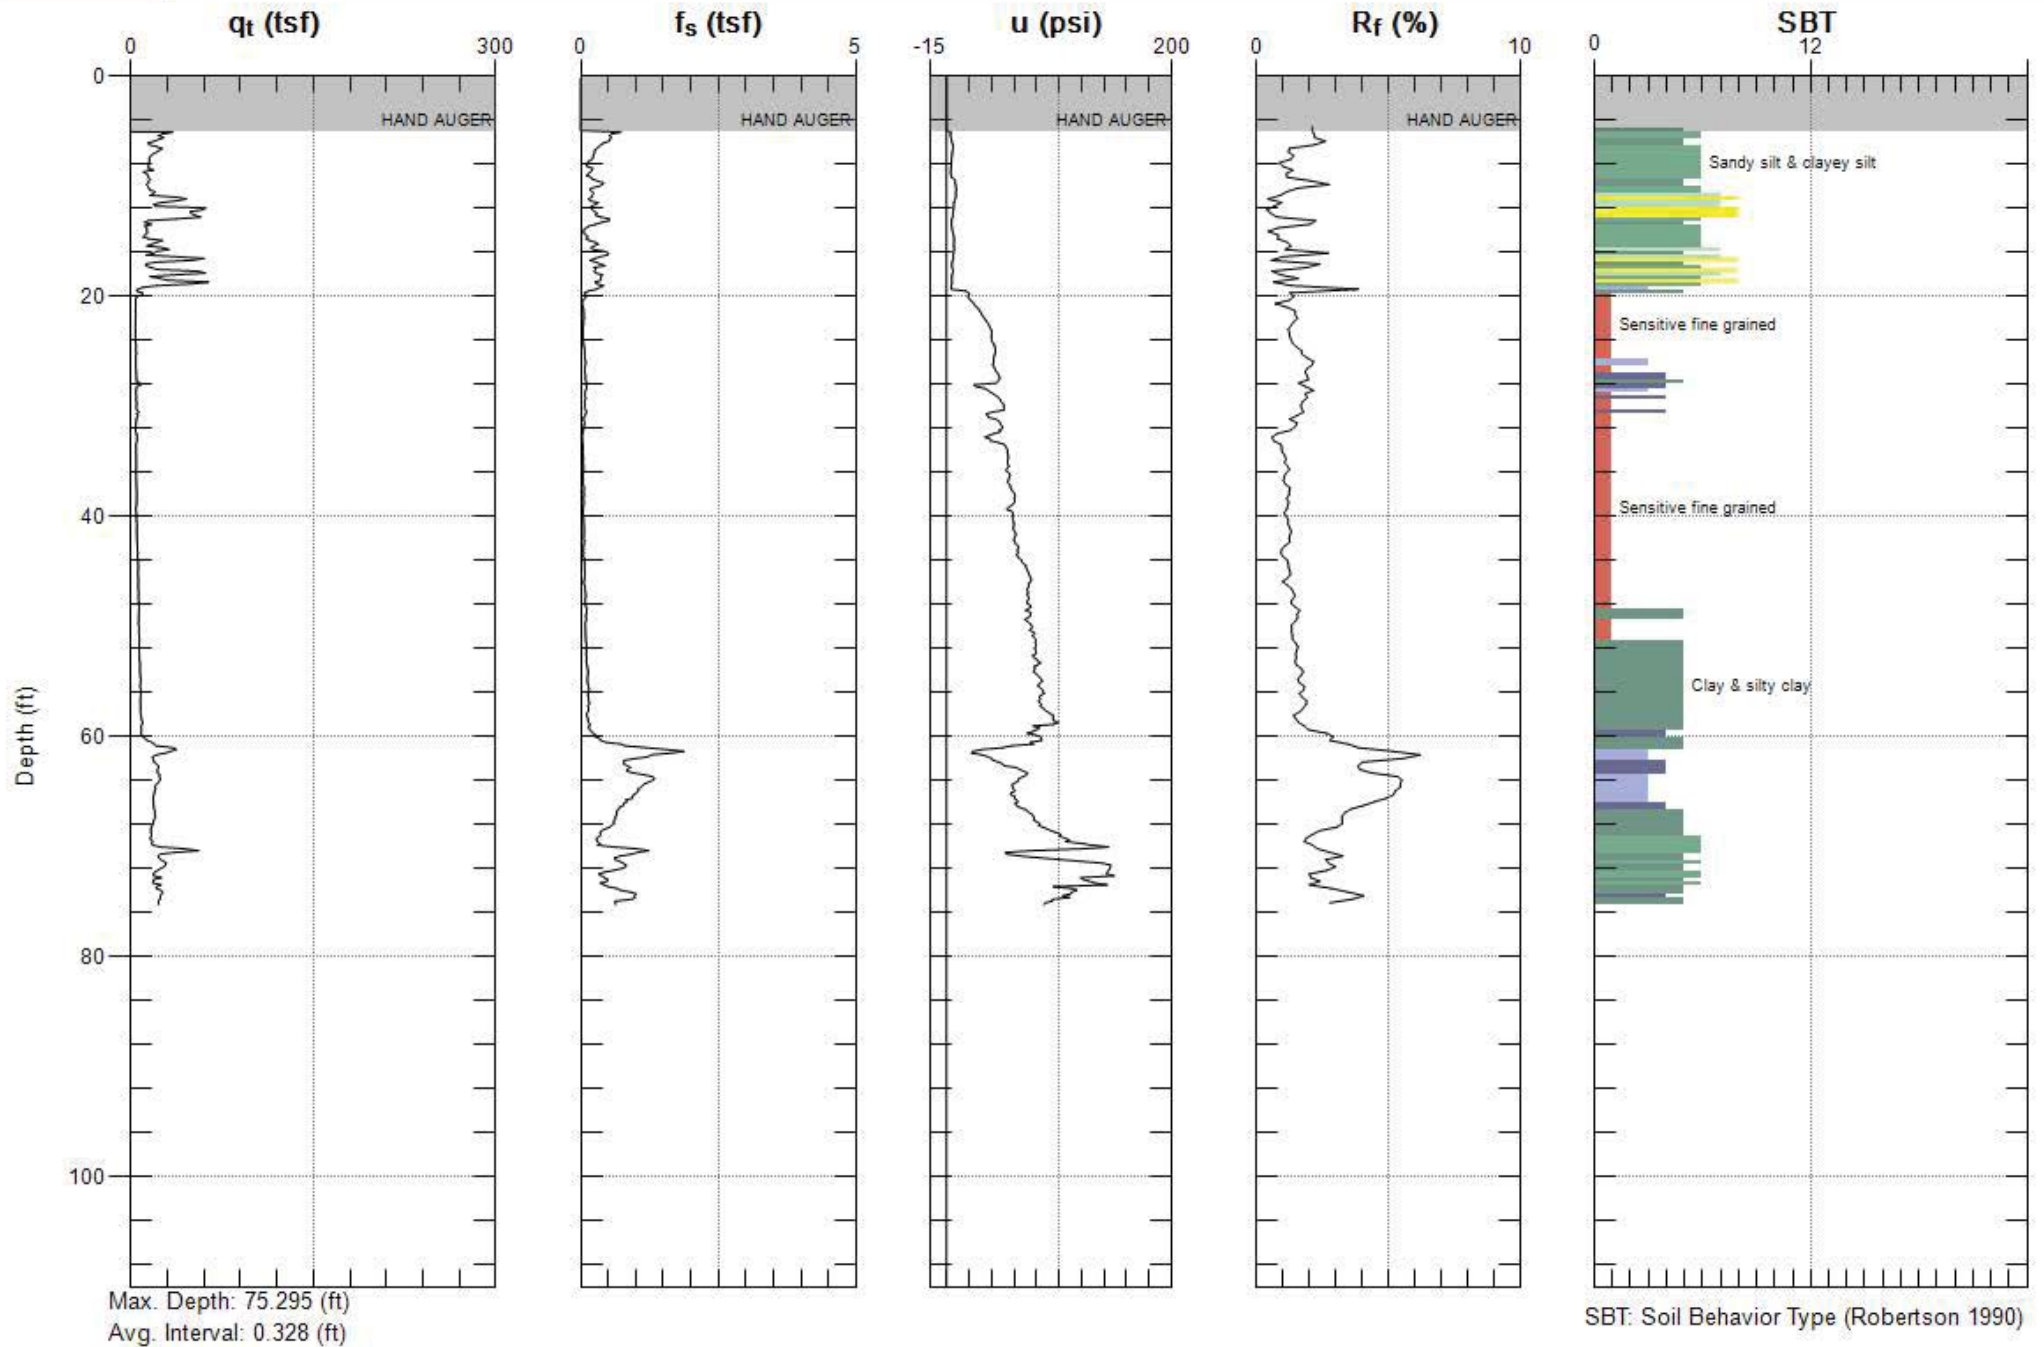 qt (tsf)
fs (tsf)
u (psi)
Rf (%)
SBT
0
300
0
5
-15
200
0
10
0
12
0
HAND AUGER
HAND AUGER
HAND AUGER
HAND AUGER
Sandy silt & clayey silt
20
Sensitive fine grained
40
Sensitive fine grained
Clay & silty clay
60
Depth (ft)
80
100
Max. Depth: 75.295 (ft)
Avg. Interval: 0.328 (ft)
SBT: Soil Behavior Type (Robertson 1990)